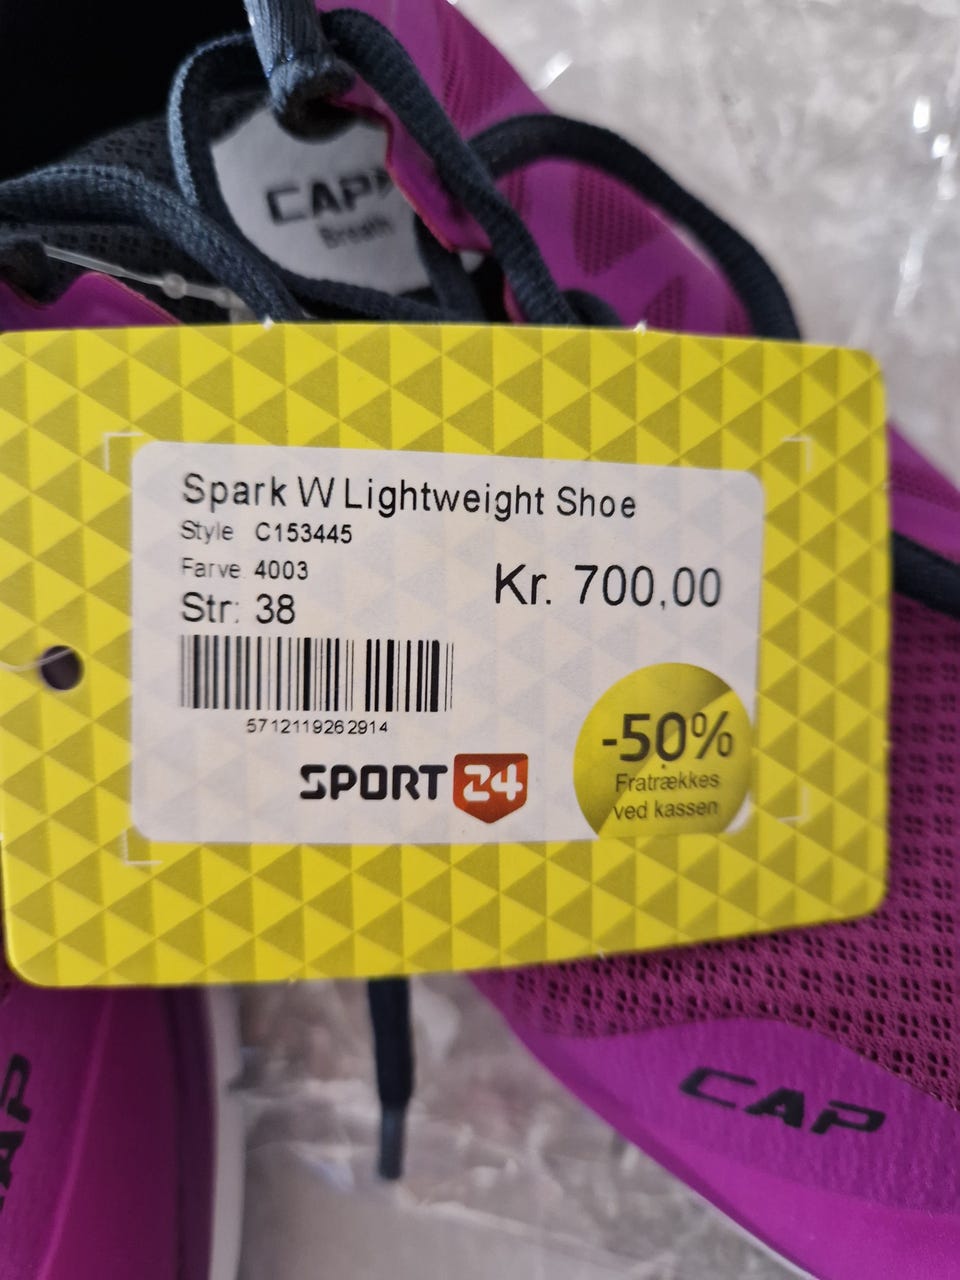 CAP
Breath
Spark W Lightweight Shoe
Style C153445
Farve 4003
Kr. 700,00
Str: 38
5712119262914
SPORT 24
-50%
Fratrækkes
ved kassen
CAP
CAP